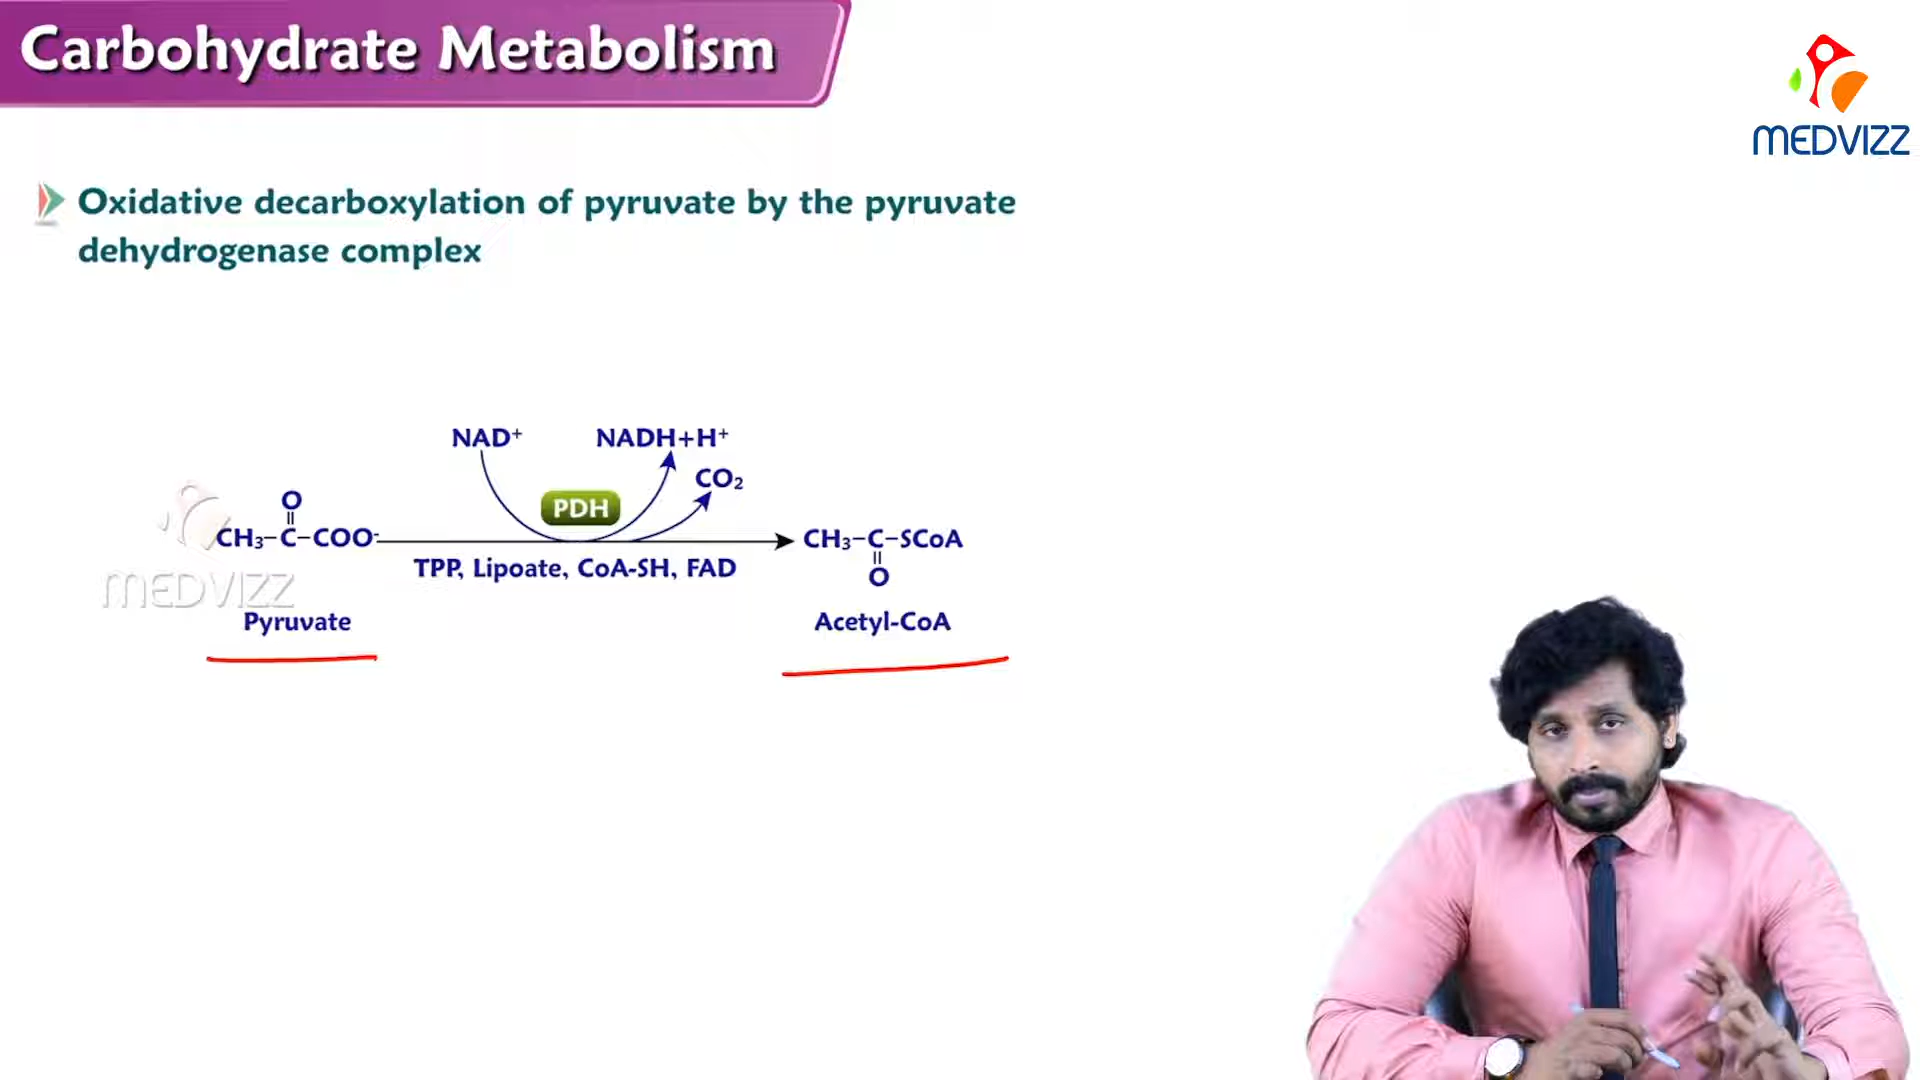 Carbohydrate Metabolism
MEDVIZZ
Oxidative decarboxylation of pyruvate by the pyruvate
dehydrogenase complex
NAD⁺ NADH+H⁺
CO₂
PDH
O
CH₃–C–COO⁻ CH₃–C–SCoA
TPP, Lipoate, CoA-SH, FAD
O
MEDVIZZ
Pyruvate Acetyl-CoA